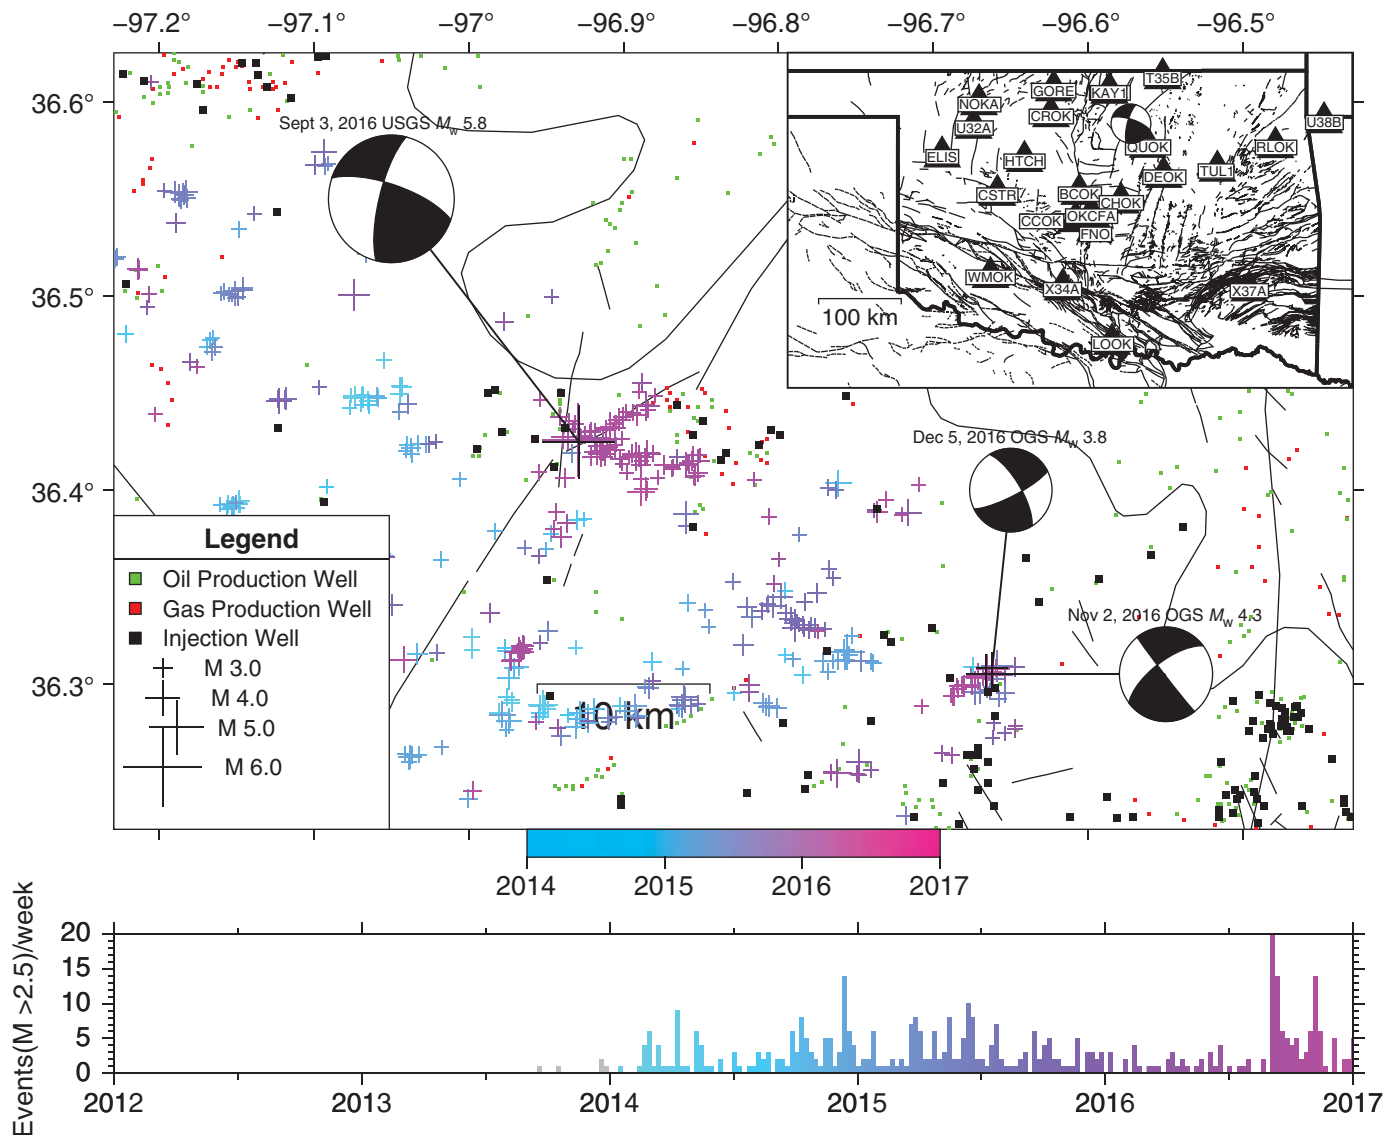 −97.2° −97.1° −97° −96.9° −96.8° −96.7° −96.6° −96.5°
36.6°
36.5°
36.4°
36.3°
Sept 3, 2016 USGS Mw 5.8
Dec 5, 2016 OGS Mw 3.8
Nov 2, 2016 OGS Mw 4.3
T35B
GORE
KAY1
NOKA
CROK
U38B
U32A
QUOK
RLOK
ELIS
HTCH
DEOK
TUL1
CSTR
BCOK
CHOK
CCOK
OKCFA
FNO
WMOK
X34A
X37A
100 km
LOOK
Legend
Oil Production Well
Gas Production Well
Injection Well
M 3.0
M 4.0
M 5.0
M 6.0
10 km
2014 2015 2016 2017
Events(M >2.5)/week
20
15
10
5
0
2012 2013 2014 2015 2016 2017